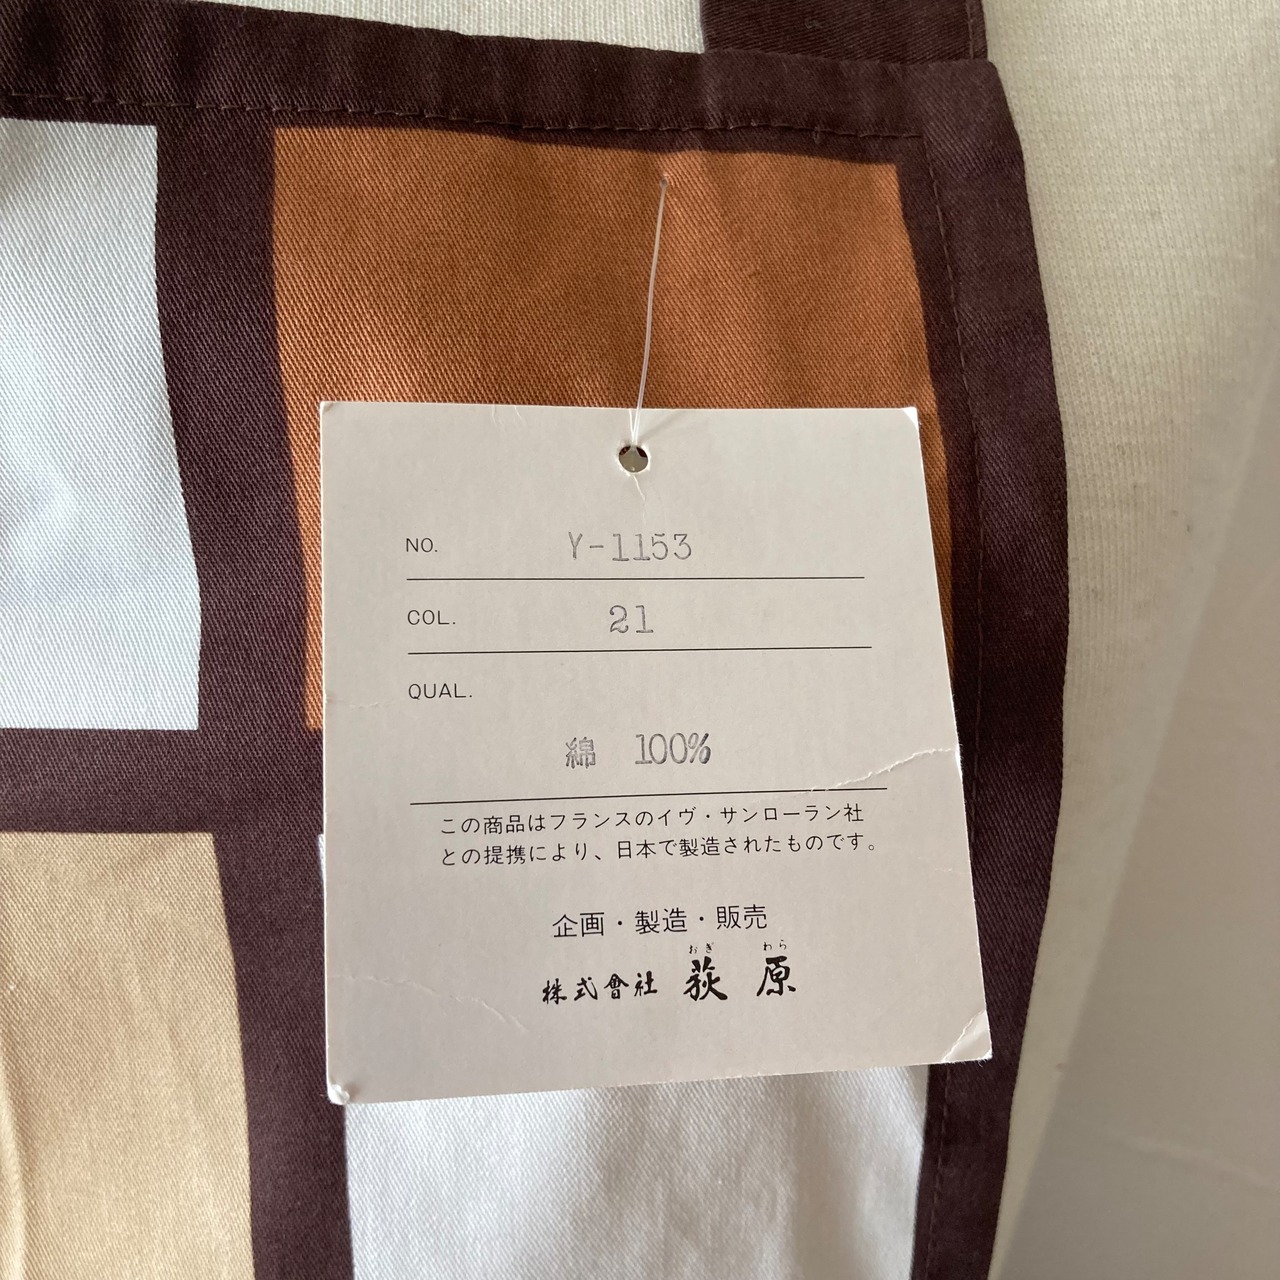 NO. Y-1153
COL. 21
QUAL.
綿 100%
この商品はフランスのイヴ・サンローラン社
との提携により、日本で製造されたものです。
企画・製造・販売
おぎ わら
株式會社 荻原